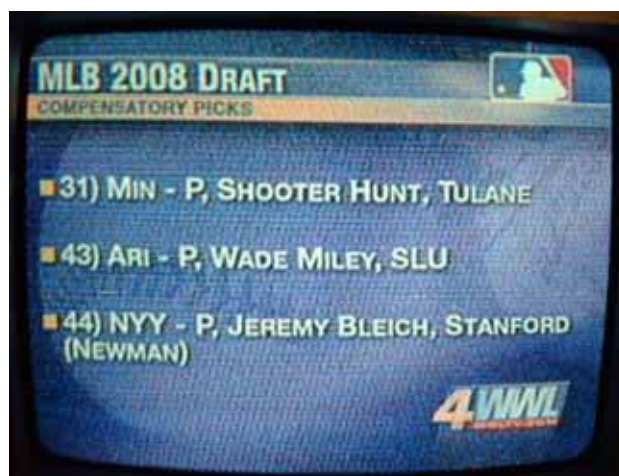 MLB 2008 DRAFT
COMPENSATORY PICKS
31) MIN - P, SHOOTER HUNT, TULANE
43) ARI - P, WADE MILEY, SLU
44) NYY - P, JEREMY BLEICH, STANFORD
(NEWMAN)
4WWL